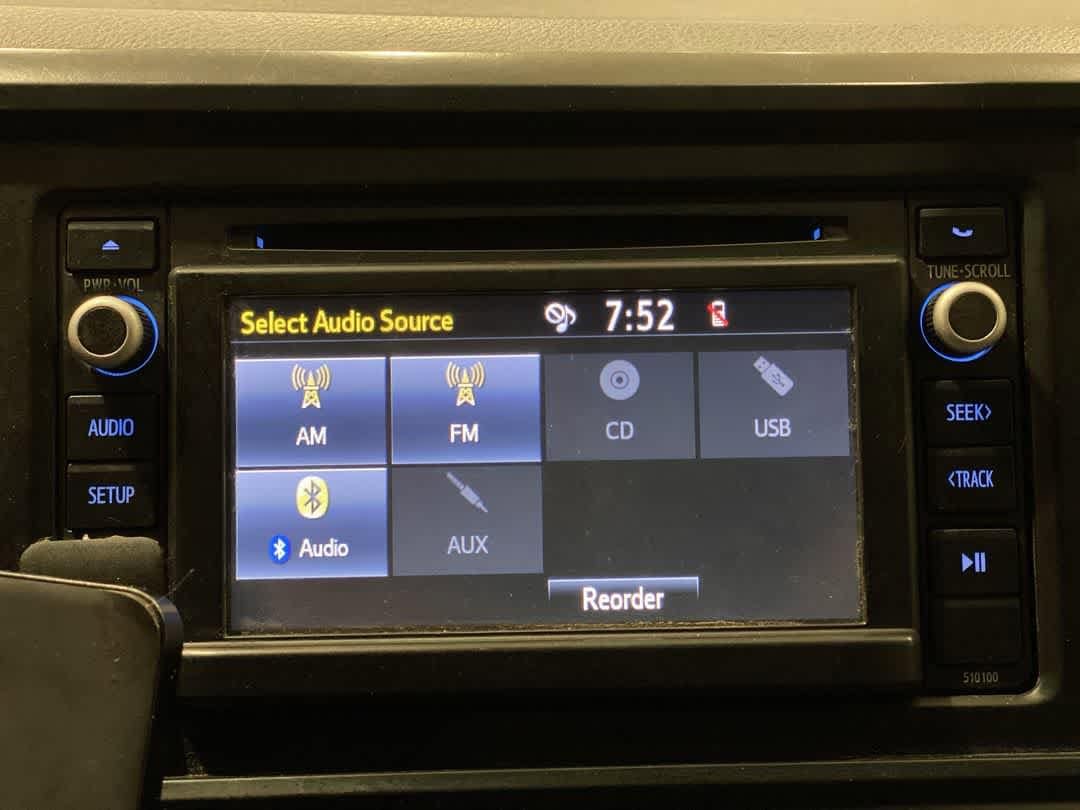 PWR·VOL
TUNE·SCROLL
Select Audio Source
7:52
AM
FM
CD
USB
Audio
AUX
Reorder
AUDIO
SETUP
SEEK>
<TRACK
510100